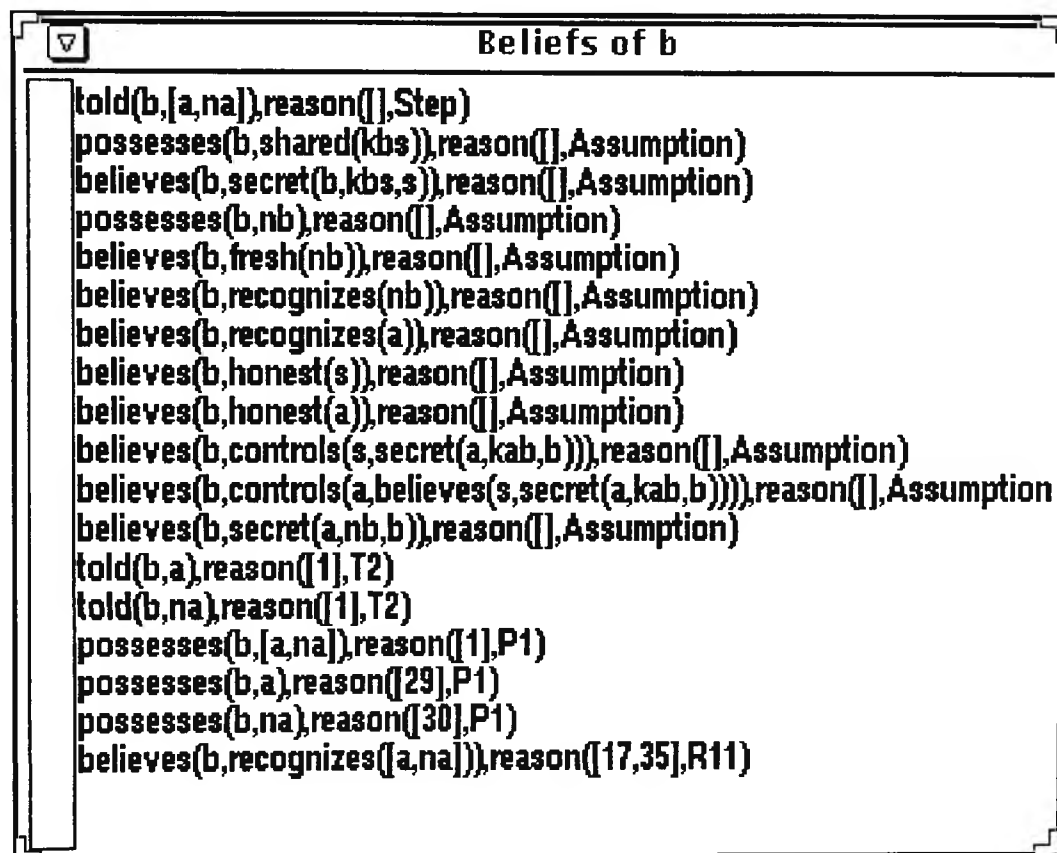 Beliefs of b
told(b,[a,na]),reason([],Step)
possesses(b,shared(kbs)),reason([],Assumption)
believes(b,secret(b,kbs,s)),reason([],Assumption)
possesses(b,nb),reason([],Assumption)
believes(b,fresh(nb)),reason([],Assumption)
believes(b,recognizes(nb)),reason([],Assumption)
believes(b,recognizes(a)),reason([],Assumption)
believes(b,honest(s)),reason([],Assumption)
believes(b,honest(a)),reason([],Assumption)
believes(b,controls(s,secret(a,kab,b))),reason([],Assumption)
believes(b,controls(a,believes(s,secret(a,kab,b)))),reason([],Assumption
believes(b,secret(a,nb,b)),reason([],Assumption)
told(b,a),reason([1],T2)
told(b,na),reason([1],T2)
possesses(b,[a,na]),reason([1],P1)
possesses(b,a),reason([29],P1)
possesses(b,na),reason([30],P1)
believes(b,recognizes([a,na])),reason([17,35],R11)